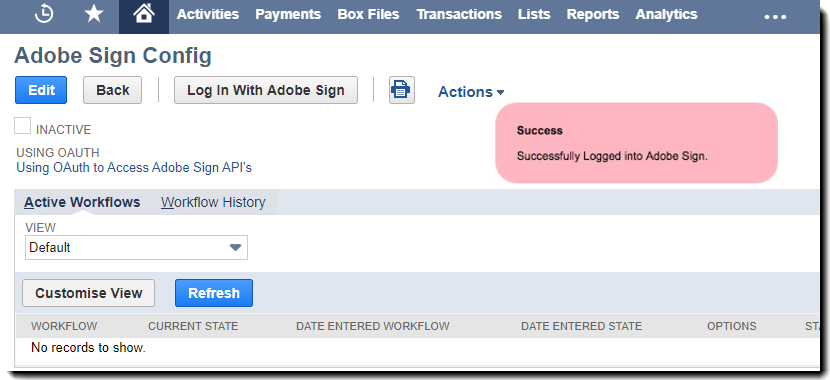 Activities Payments Box Files Transactions Lists Reports Analytics ...
Adobe Sign Config
Edit Back Log In With Adobe Sign Actions
INACTIVE
Success
USING OAUTH
Successfully Logged into Adobe Sign.
Using OAuth to Access Adobe Sign API's
Active Workflows Workflow History
VIEW
Default
Customise View Refresh
WORKFLOW CURRENT STATE DATE ENTERED WORKFLOW DATE ENTERED STATE OPTIONS
No records to show.